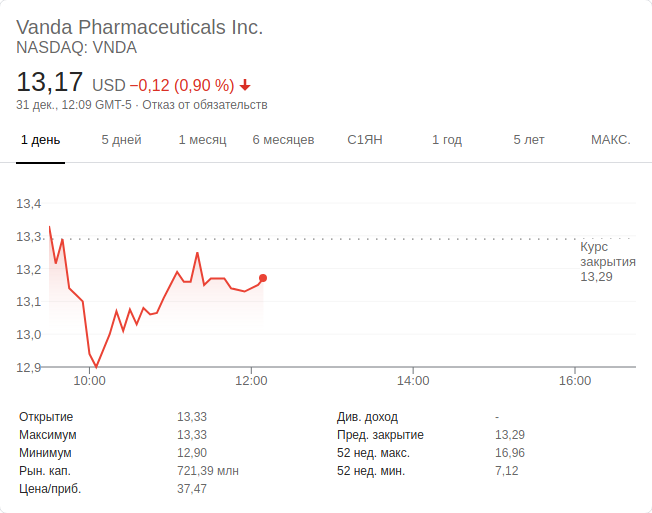 Vanda Pharmaceuticals Inc.
NASDAQ: VNDA
13,17 USD −0,12 (0,90 %)
31 дек., 12:09 GMT-5 · Отказ от обязательств
1 день 5 дней 1 месяц 6 месяцев С1ЯН 1 год 5 лет МАКС.
13,4
13,3
Курс
закрытия
13,29
13,2
13,1
13,0
12,9
10:00 12:00 14:00 16:00
Открытие 13,33 Див. доход -
Максимум 13,33 Пред. закрытие 13,29
Минимум 12,90 52 нед. макс. 16,96
Рын. кап. 721,39 млн 52 нед. мин. 7,12
Цена/приб. 37,47